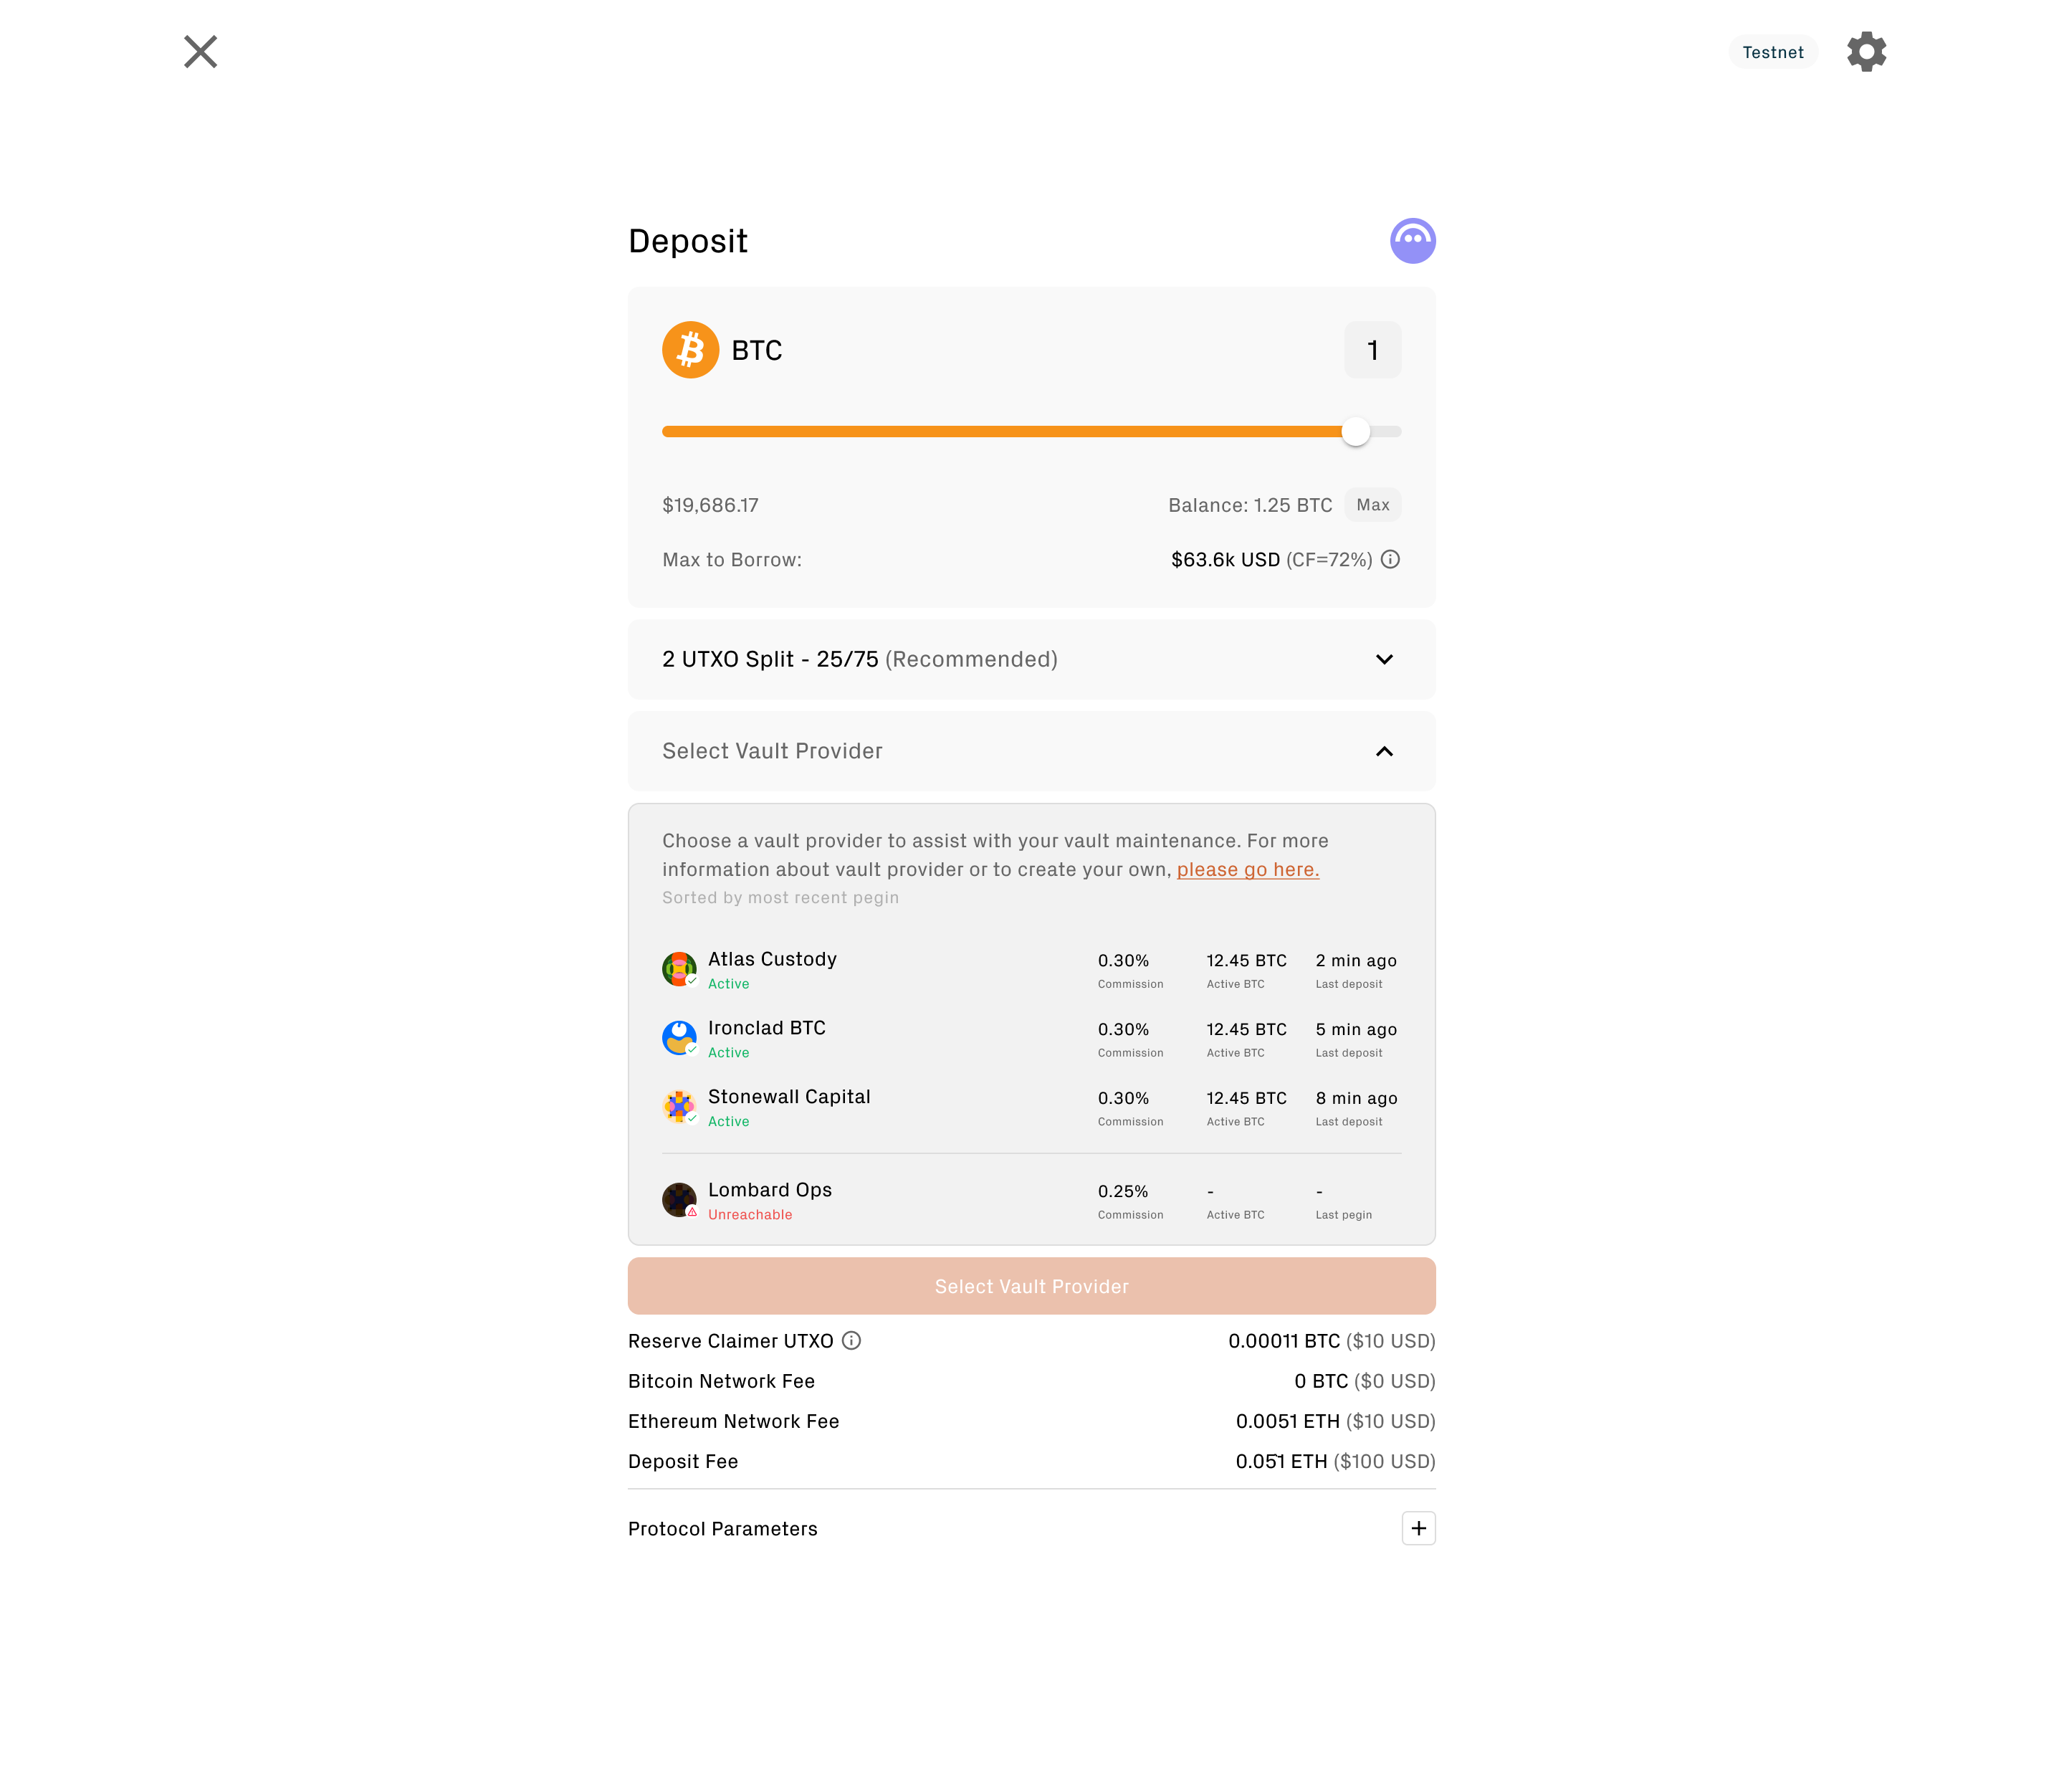 Testnet
Deposit
BTC
1
$19,686.17
Balance: 1.25 BTC
Max
Max to Borrow:
$63.6k USD (CF=72%)
2 UTXO Split - 25/75 (Recommended)
Select Vault Provider
Choose a vault provider to assist with your vault maintenance. For more
information about vault provider or to create your own, please go here.
Sorted by most recent pegin
Atlas Custody
Active
0.30%
Commission
12.45 BTC
Active BTC
2 min ago
Last deposit
Ironclad BTC
Active
0.30%
Commission
12.45 BTC
Active BTC
5 min ago
Last deposit
Stonewall Capital
Active
0.30%
Commission
12.45 BTC
Active BTC
8 min ago
Last deposit
Lombard Ops
Unreachable
0.25%
Commission
-
Active BTC
-
Last pegin
Select Vault Provider
Reserve Claimer UTXO
0.00011 BTC ($10 USD)
Bitcoin Network Fee
0 BTC ($0 USD)
Ethereum Network Fee
0.0051 ETH ($10 USD)
Deposit Fee
0.051 ETH ($100 USD)
Protocol Parameters